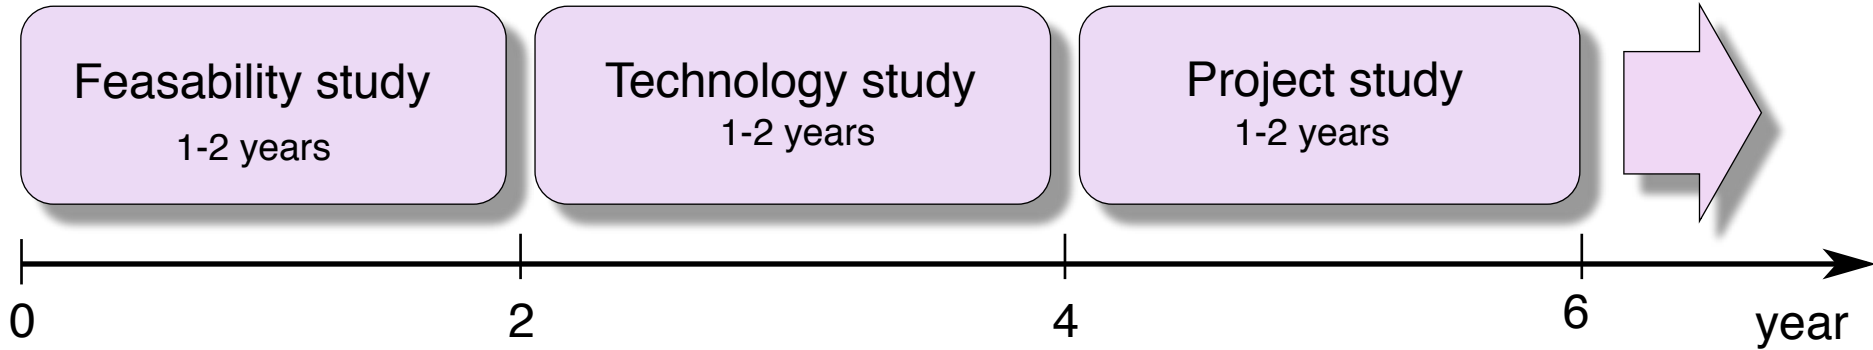 Feasability study
1-2 years
Technology study
1-2 years
Project study
1-2 years
0
2
4
6
year